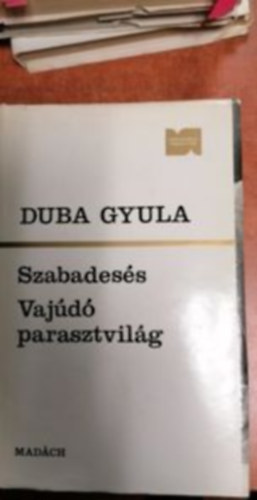 DUBA GYULA
Szabadesés
Vajúdó
parasztvilág
MADÁCH